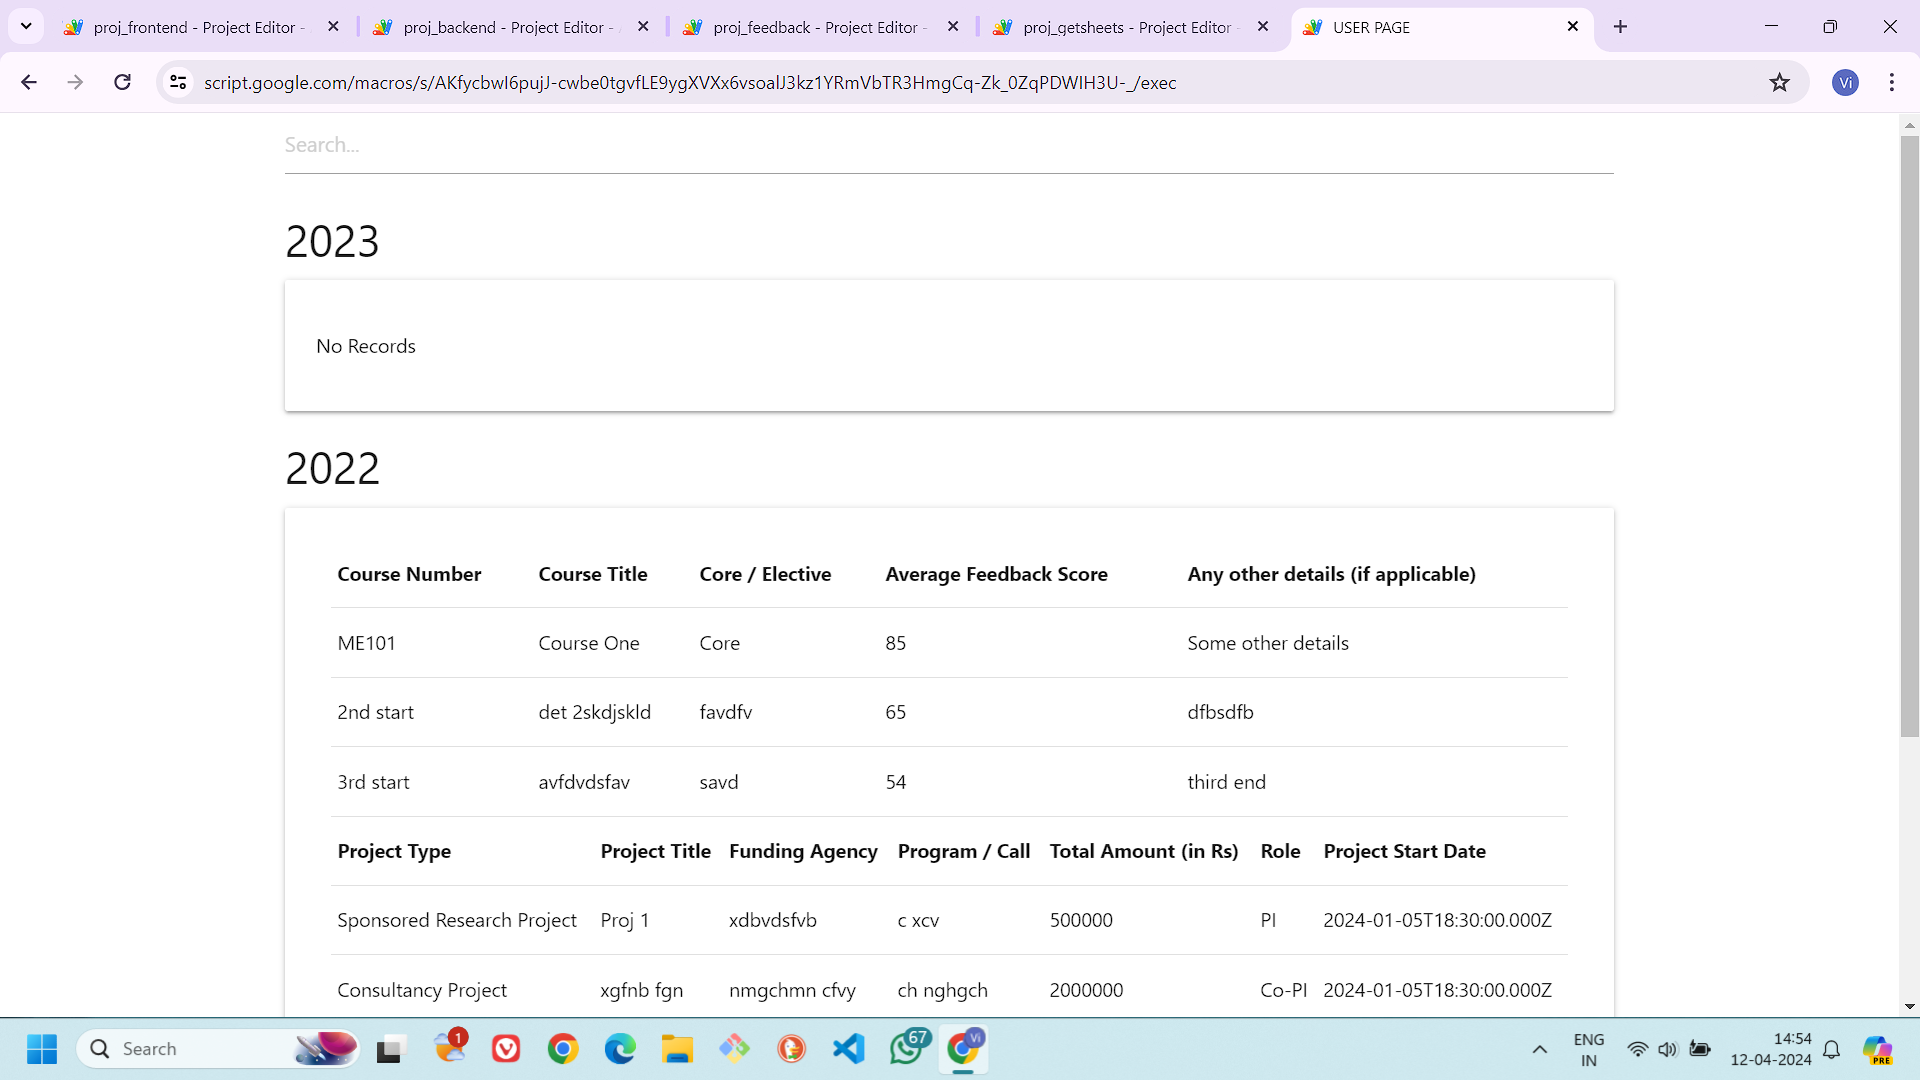 proj_frontend - Project Editor -
proj_backend - Project Editor -
proj_feedback - Project Editor -
proj_getsheets - Project Editor -
USER PAGE
script.google.com/macros/s/AKfycbwI6pujJ-cwbe0tgvfLE9ygXVXx6vsoalJ3kz1YRmVbTR3HmgCq-Zk_0ZqPDWIH3U-_/exec
Vi
Search...
2023
No Records
2022
Course Number Course Title Core / Elective Average Feedback Score Any other details (if applicable)
ME101 Course One Core 85 Some other details
2nd start det 2skdjskld favdfv 65 dfbsdfb
3rd start avfdvdsfav savd 54 third end
Project Type Project Title Funding Agency Program / Call Total Amount (in Rs) Role Project Start Date
Sponsored Research Project Proj 1 xdbvdsfvb c xcv 500000 PI 2024-01-05T18:30:00.000Z
Consultancy Project xgfnb fgn nmgchmn cfvy ch nghgch 2000000 Co-PI 2024-01-05T18:30:00.000Z
Search
1
67
Vi
ENG
IN
14:54
12-04-2024
PRE